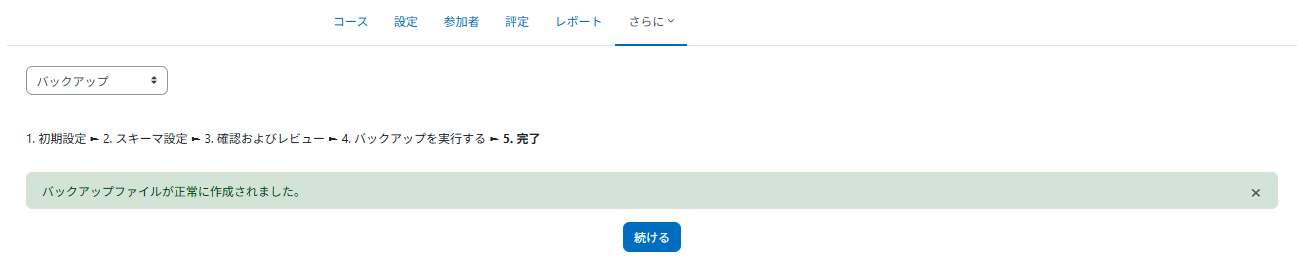 コース 設定 参加者 評定 レポート さらに
バックアップ
1. 初期設定 ► 2. スキーマ設定 ► 3. 確認およびレビュー ► 4. バックアップを実行する ► 5. 完了
バックアップファイルが正常に作成されました。 ×
続ける